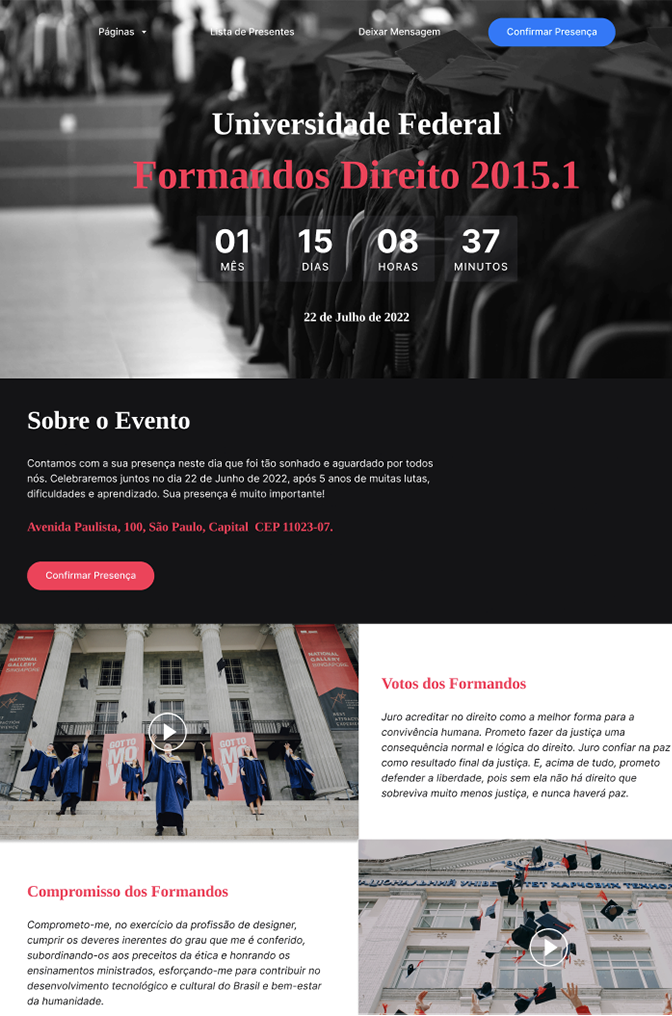 Páginas
Lista de Presentes
Deixar Mensagem
Confirmar Presença
Universidade Federal
Formandos Direito 2015.1
01 15 08 37
MÊS DIAS HORAS MINUTOS
22 de Julho de 2022
Sobre o Evento
Contamos com a sua presença neste dia que foi tão sonhado e aguardado por todos
nós. Celebraremos juntos no dia 22 de Junho de 2022, após 5 anos de muitas lutas,
dificuldades e aprendizado. Sua presença é muito importante!
Avenida Paulista, 100, São Paulo, Capital  CEP 11023-07.
Confirmar Presença
NATIONAL
GALLERY
SINGAPORE
NATIONAL
GALLERY
SINGAPORE
GOT TO
MO
V
GOT TO
MO
V
Votos dos Formandos
Juro acreditar no direito como a melhor forma para a
convivência humana. Prometo fazer da justiça uma
consequência normal e lógica do direito. Juro confiar na paz
como resultado final da justiça. E, acima de tudo, prometo
defender a liberdade, pois sem ela não há direito que
sobreviva muito menos justiça, e nunca haverá paz.
Compromisso dos Formandos
Comprometo-me, no exercício da profissão de designer,
cumprir os deveres inerentes do grau que me é conferido,
subordinando-os aos preceitos da ética e honrando os
ensinamentos ministrados, esforçando-me para contribuir no
desenvolvimento tecnológico e cultural do Brasil e bem-estar
da humanidade.